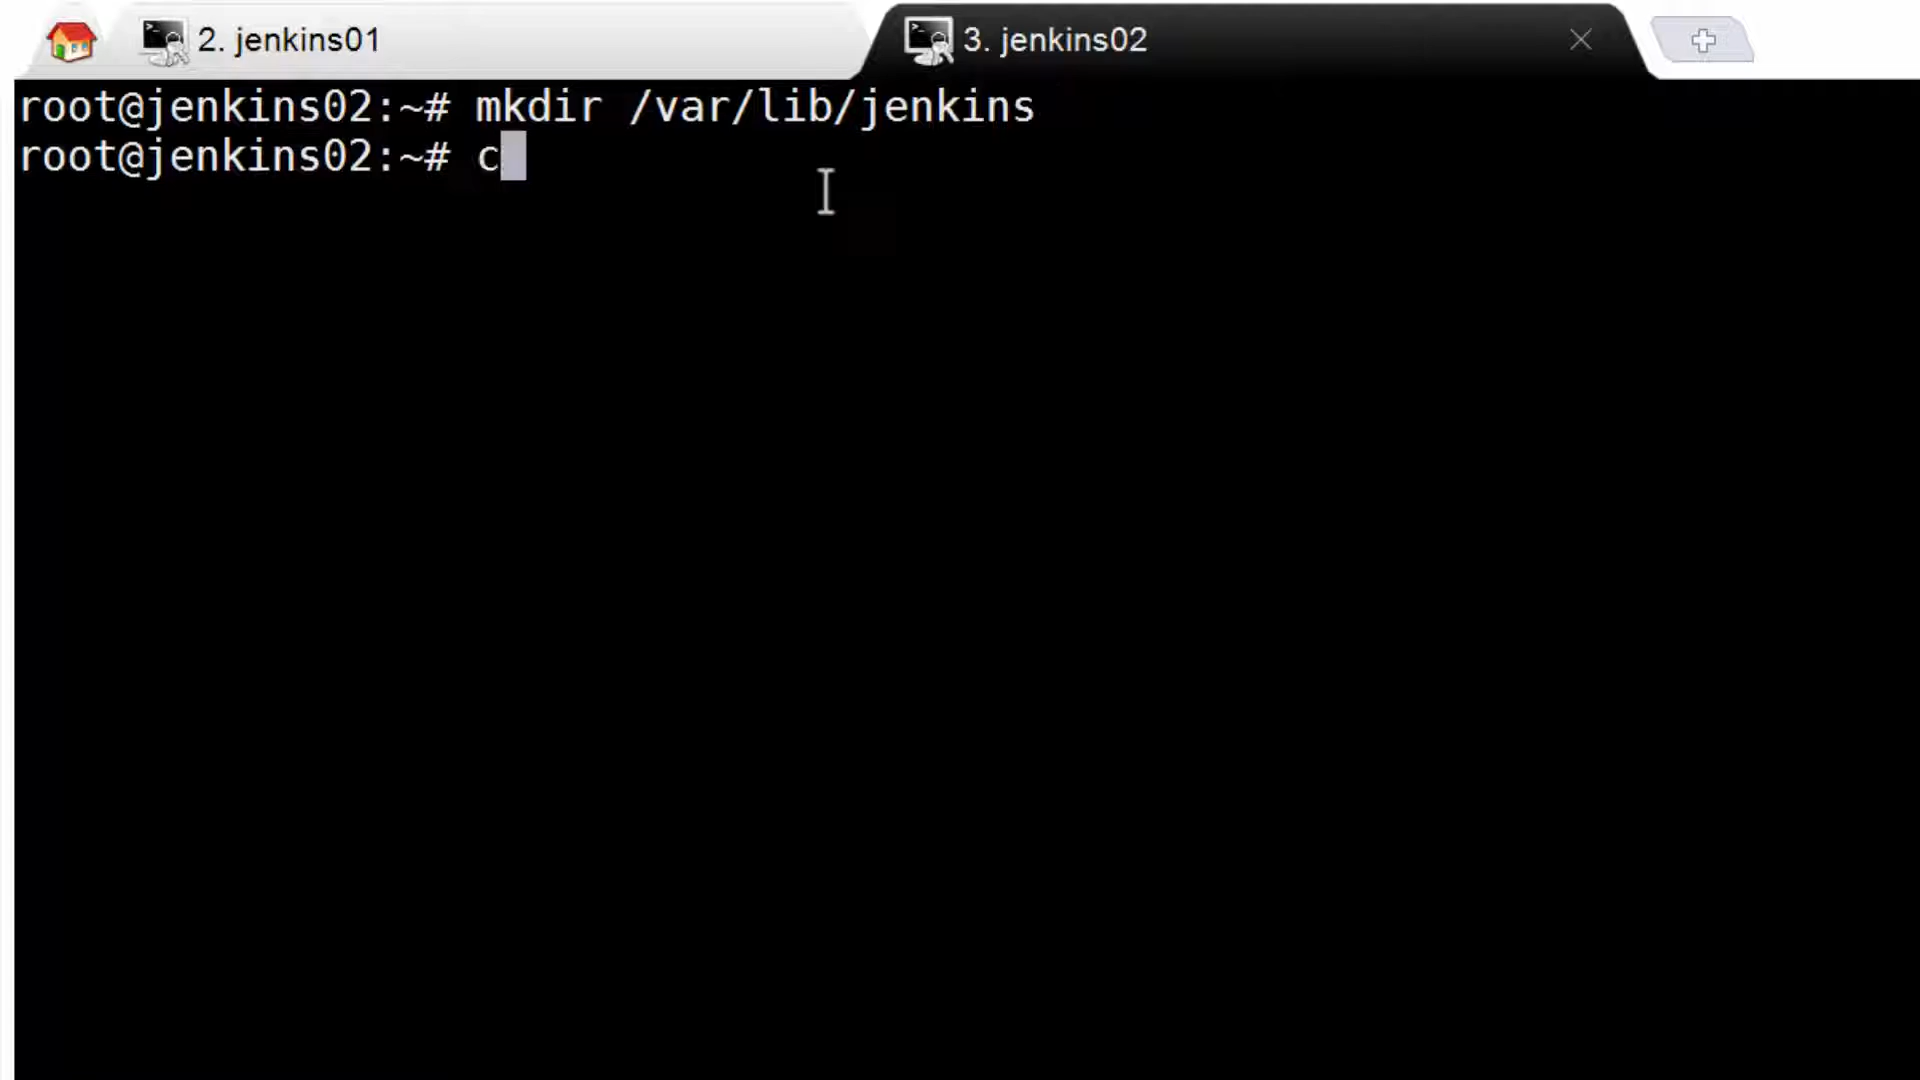 2. jenkins01
3. jenkins02
root@jenkins02:~# mkdir /var/lib/jenkins
root@jenkins02:~# c